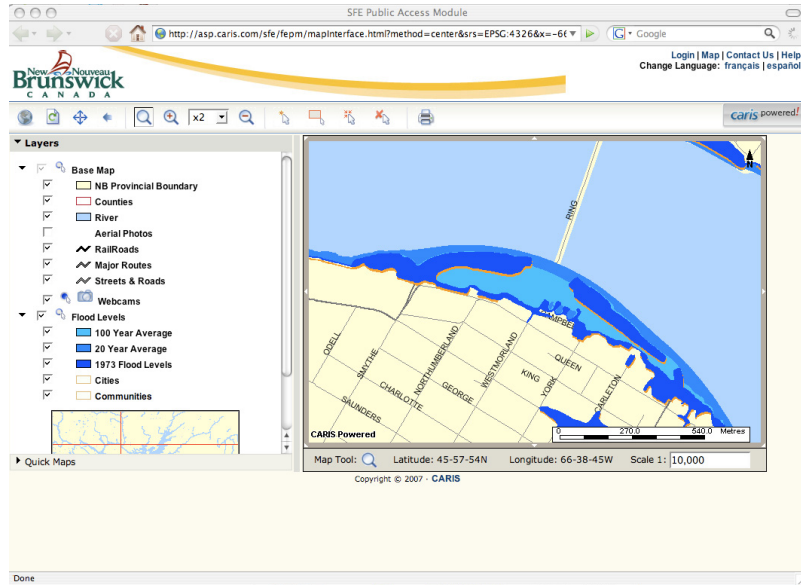 SFE Public Access Module
http://asp.caris.com/sfe/fepm/mapInterface.html?method=center&srs=EPSG:4326&x=-66
G Google
Login | Map | Contact Us | Help
Change Language: français | español
New Nouveau
Brunswick
CANADA
x2
caris powered!
Layers
Base Map
NB Provincial Boundary
Counties
River
Aerial Photos
RailRoads
Major Routes
Streets & Roads
Webcams
Flood Levels
100 Year Average
20 Year Average
1973 Flood Levels
Cities
Communities
Quick Maps
N
RING
CAMPBE
ODELL
SMYTHE
NORTHUMBERLAND
WESTMORLAND
QUEEN
KING
YORK
CARLETON
CHARLOTTE
GEORGE
SAUNDERS
CARIS Powered
0 270.0 540.0 Metres
Map Tool: Latitude: 45-57-54N Longitude: 66-38-45W Scale 1: 10,000
Copyright © 2007 - CARIS
Done